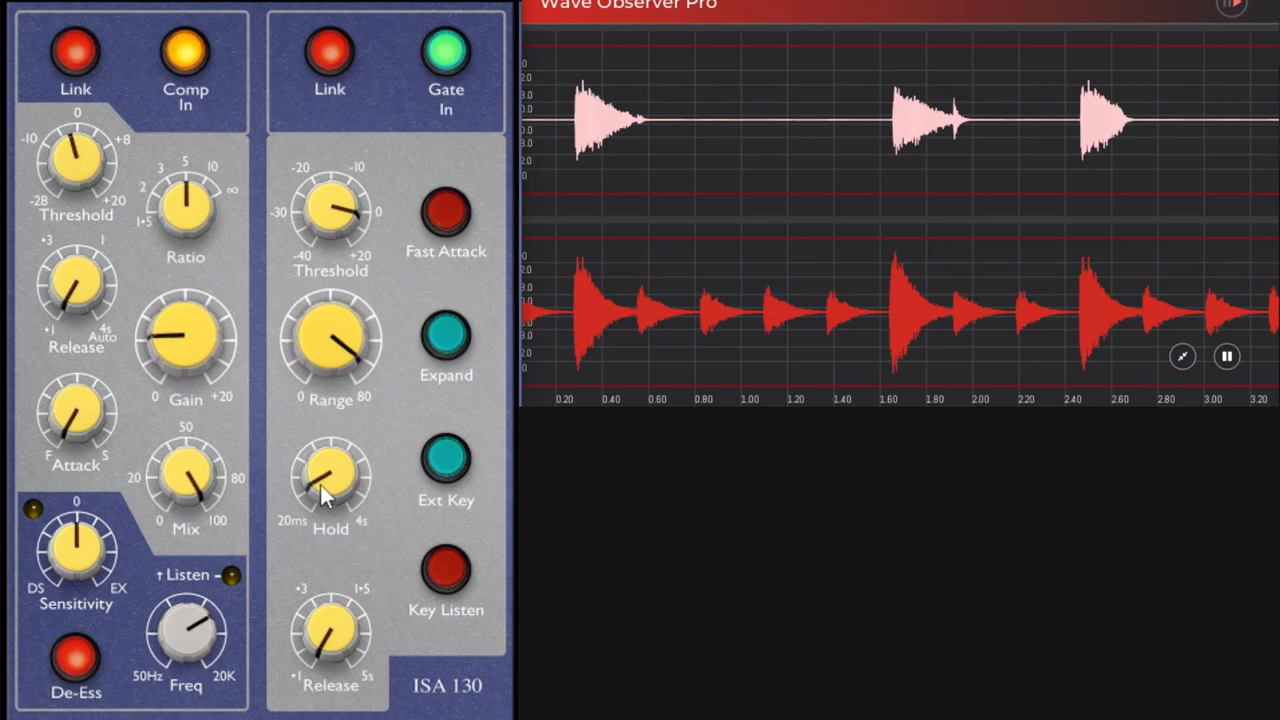 Wave Observer Pro
Link
Comp
In
Link
Gate
In
0
-10
+8
-28
+20
Threshold
3
5
10
2
∞
1•5
Ratio
•3
1
•1
4s
Auto
Release
0
+20
Gain
F
S
Attack
50
20
80
0
100
Mix
0
DS
EX
Sensitivity
↑ Listen –
50Hz
20K
Freq
De-Ess
-20
-10
-30
0
-40
+20
Threshold
Fast Attack
0
80
Range
Expand
20ms
4s
Hold
Ext Key
Key Listen
•3
1•5
•1
5s
Release
ISA 130
0.20 0.40 0.60 0.80 1.00 1.20 1.40 1.60 1.80 2.00 2.20 2.40 2.60 2.80 3.00 3.20